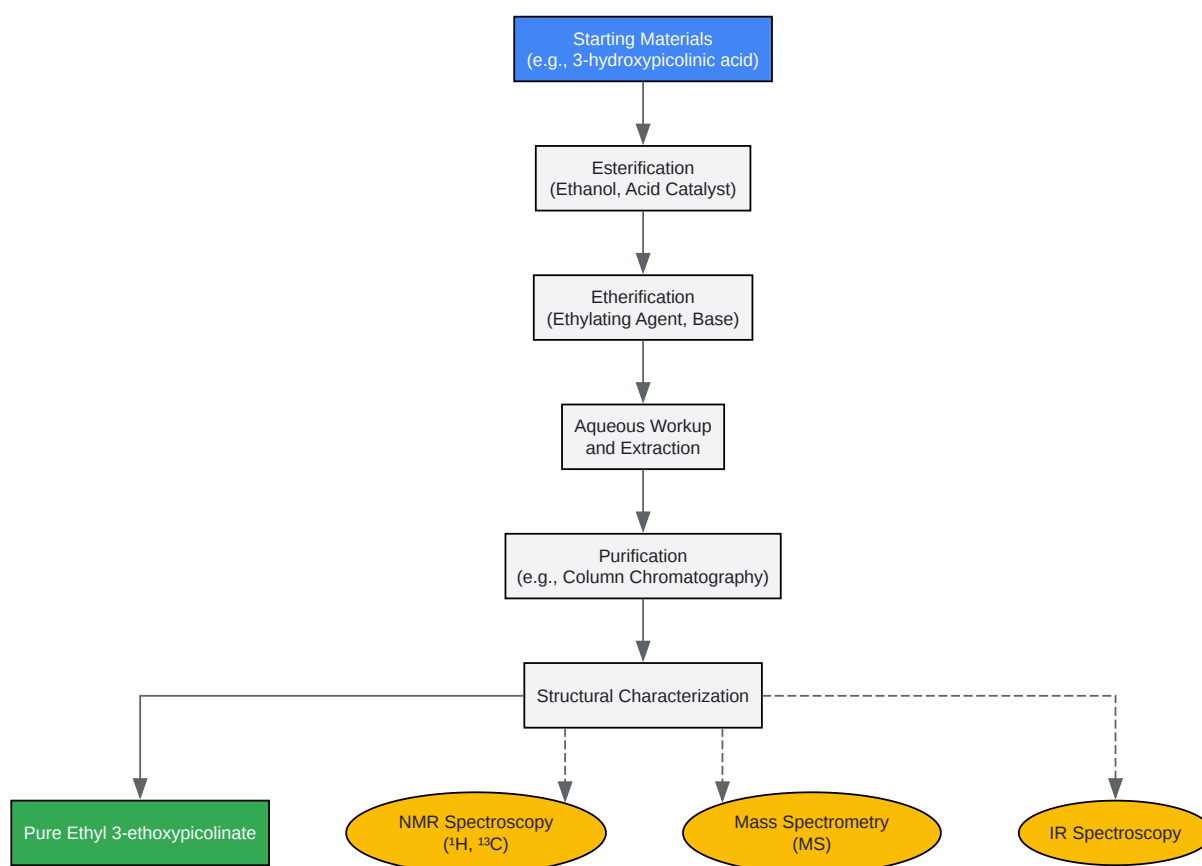 Starting Materials
(e.g., 3-hydroxypicolinic acid)
Esterification
(Ethanol, Acid Catalyst)
Etherification
(Ethylating Agent, Base)
Aqueous Workup
and Extraction
Purification
(e.g., Column Chromatography)
Structural Characterization
Pure Ethyl 3-ethoxypicolinate
NMR Spectroscopy
(¹H, ¹³C)
Mass Spectrometry
(MS)
IR Spectroscopy